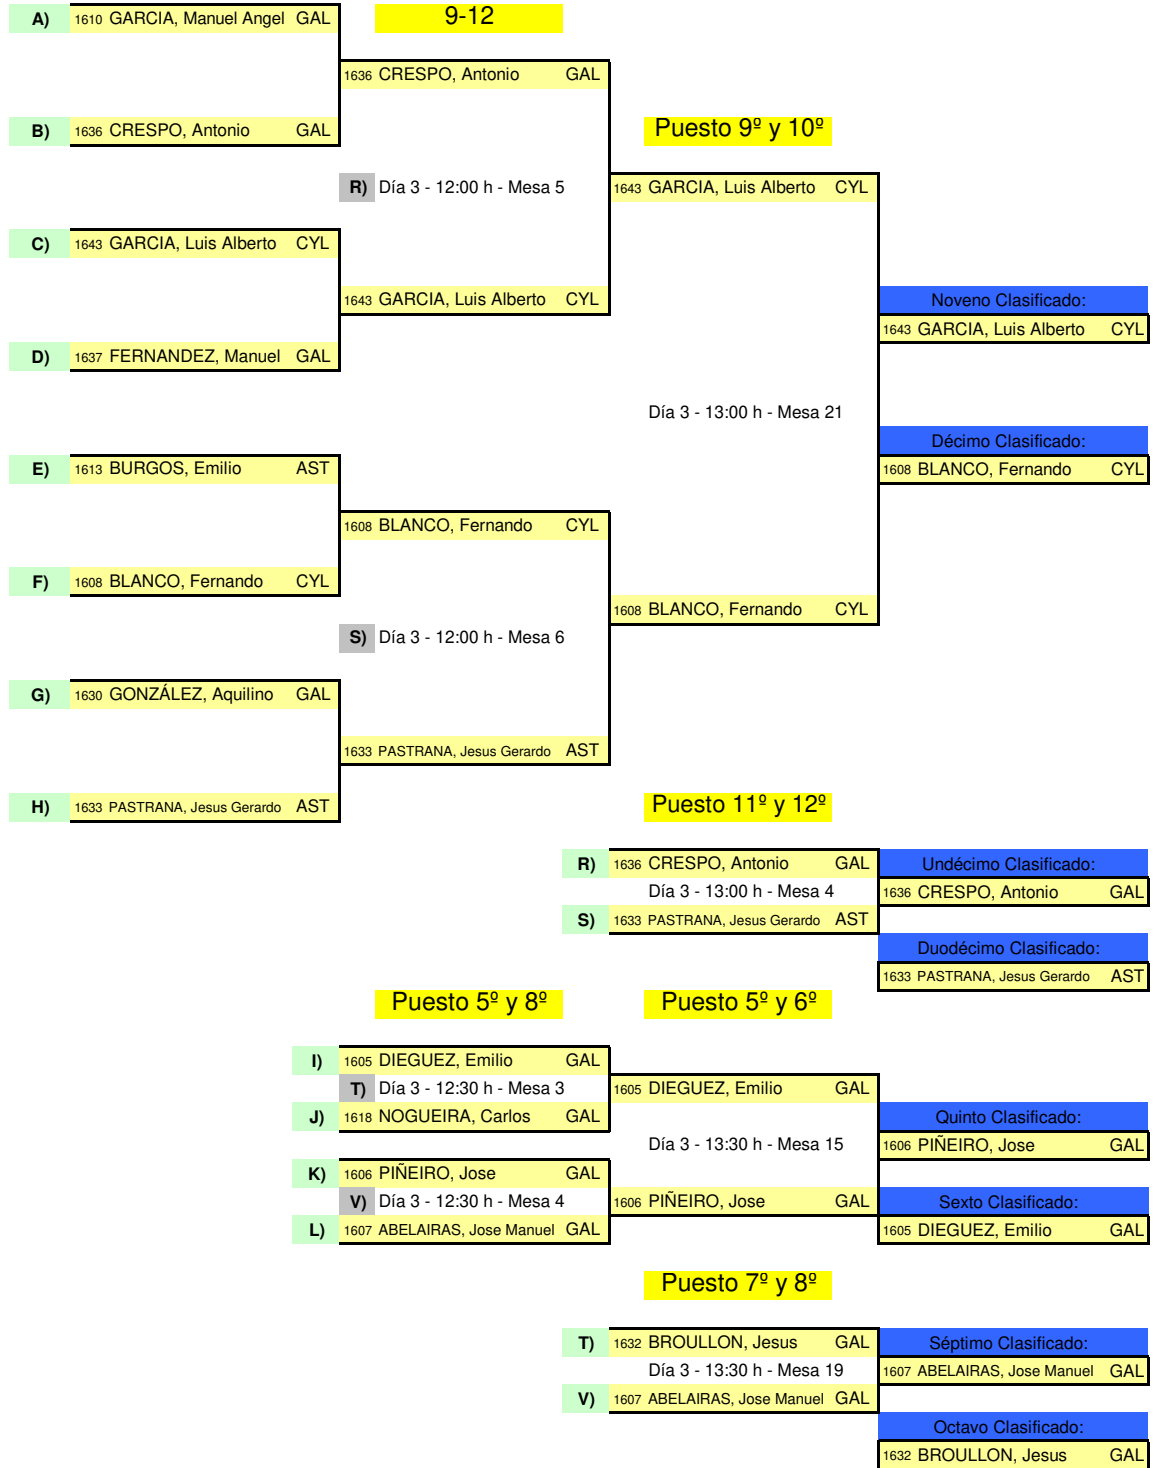 A) 1610 GARCIA, Manuel Angel GAL 9-12
1636 CRESPO, Antonio GAL
B) 1636 CRESPO, Antonio GAL Puesto 9º y 10º
R) Día 3 - 12:00 h - Mesa 5 1643 GARCIA, Luis Alberto CYL
C) 1643 GARCIA, Luis Alberto CYL
1643 GARCIA, Luis Alberto CYL Noveno Clasificado:
1643 GARCIA, Luis Alberto CYL
D) 1637 FERNANDEZ, Manuel GAL
Día 3 - 13:00 h - Mesa 21
Décimo Clasificado:
E) 1613 BURGOS, Emilio AST 1608 BLANCO, Fernando CYL
1608 BLANCO, Fernando CYL
F) 1608 BLANCO, Fernando CYL
1608 BLANCO, Fernando CYL
S) Día 3 - 12:00 h - Mesa 6
G) 1630 GONZÁLEZ, Aquilino GAL
1633 PASTRANA, Jesus Gerardo AST
H) 1633 PASTRANA, Jesus Gerardo AST Puesto 11º y 12º
R) 1636 CRESPO, Antonio GAL Undécimo Clasificado:
Día 3 - 13:00 h - Mesa 4 1636 CRESPO, Antonio GAL
S) 1633 PASTRANA, Jesus Gerardo AST
Duodécimo Clasificado:
1633 PASTRANA, Jesus Gerardo AST
Puesto 5º y 8º Puesto 5º y 6º
I) 1605 DIEGUEZ, Emilio GAL
T) Día 3 - 12:30 h - Mesa 3 1605 DIEGUEZ, Emilio GAL
J) 1618 NOGUEIRA, Carlos GAL Quinto Clasificado:
Día 3 - 13:30 h - Mesa 15 1606 PIÑEIRO, Jose GAL
K) 1606 PIÑEIRO, Jose GAL
V) Día 3 - 12:30 h - Mesa 4 1606 PIÑEIRO, Jose GAL Sexto Clasificado:
L) 1607 ABELAIRAS, Jose Manuel GAL 1605 DIEGUEZ, Emilio GAL
Puesto 7º y 8º
T) 1632 BROULLON, Jesus GAL Séptimo Clasificado:
Día 3 - 13:30 h - Mesa 19 1607 ABELAIRAS, Jose Manuel GAL
V) 1607 ABELAIRAS, Jose Manuel GAL
Octavo Clasificado:
1632 BROULLON, Jesus GAL